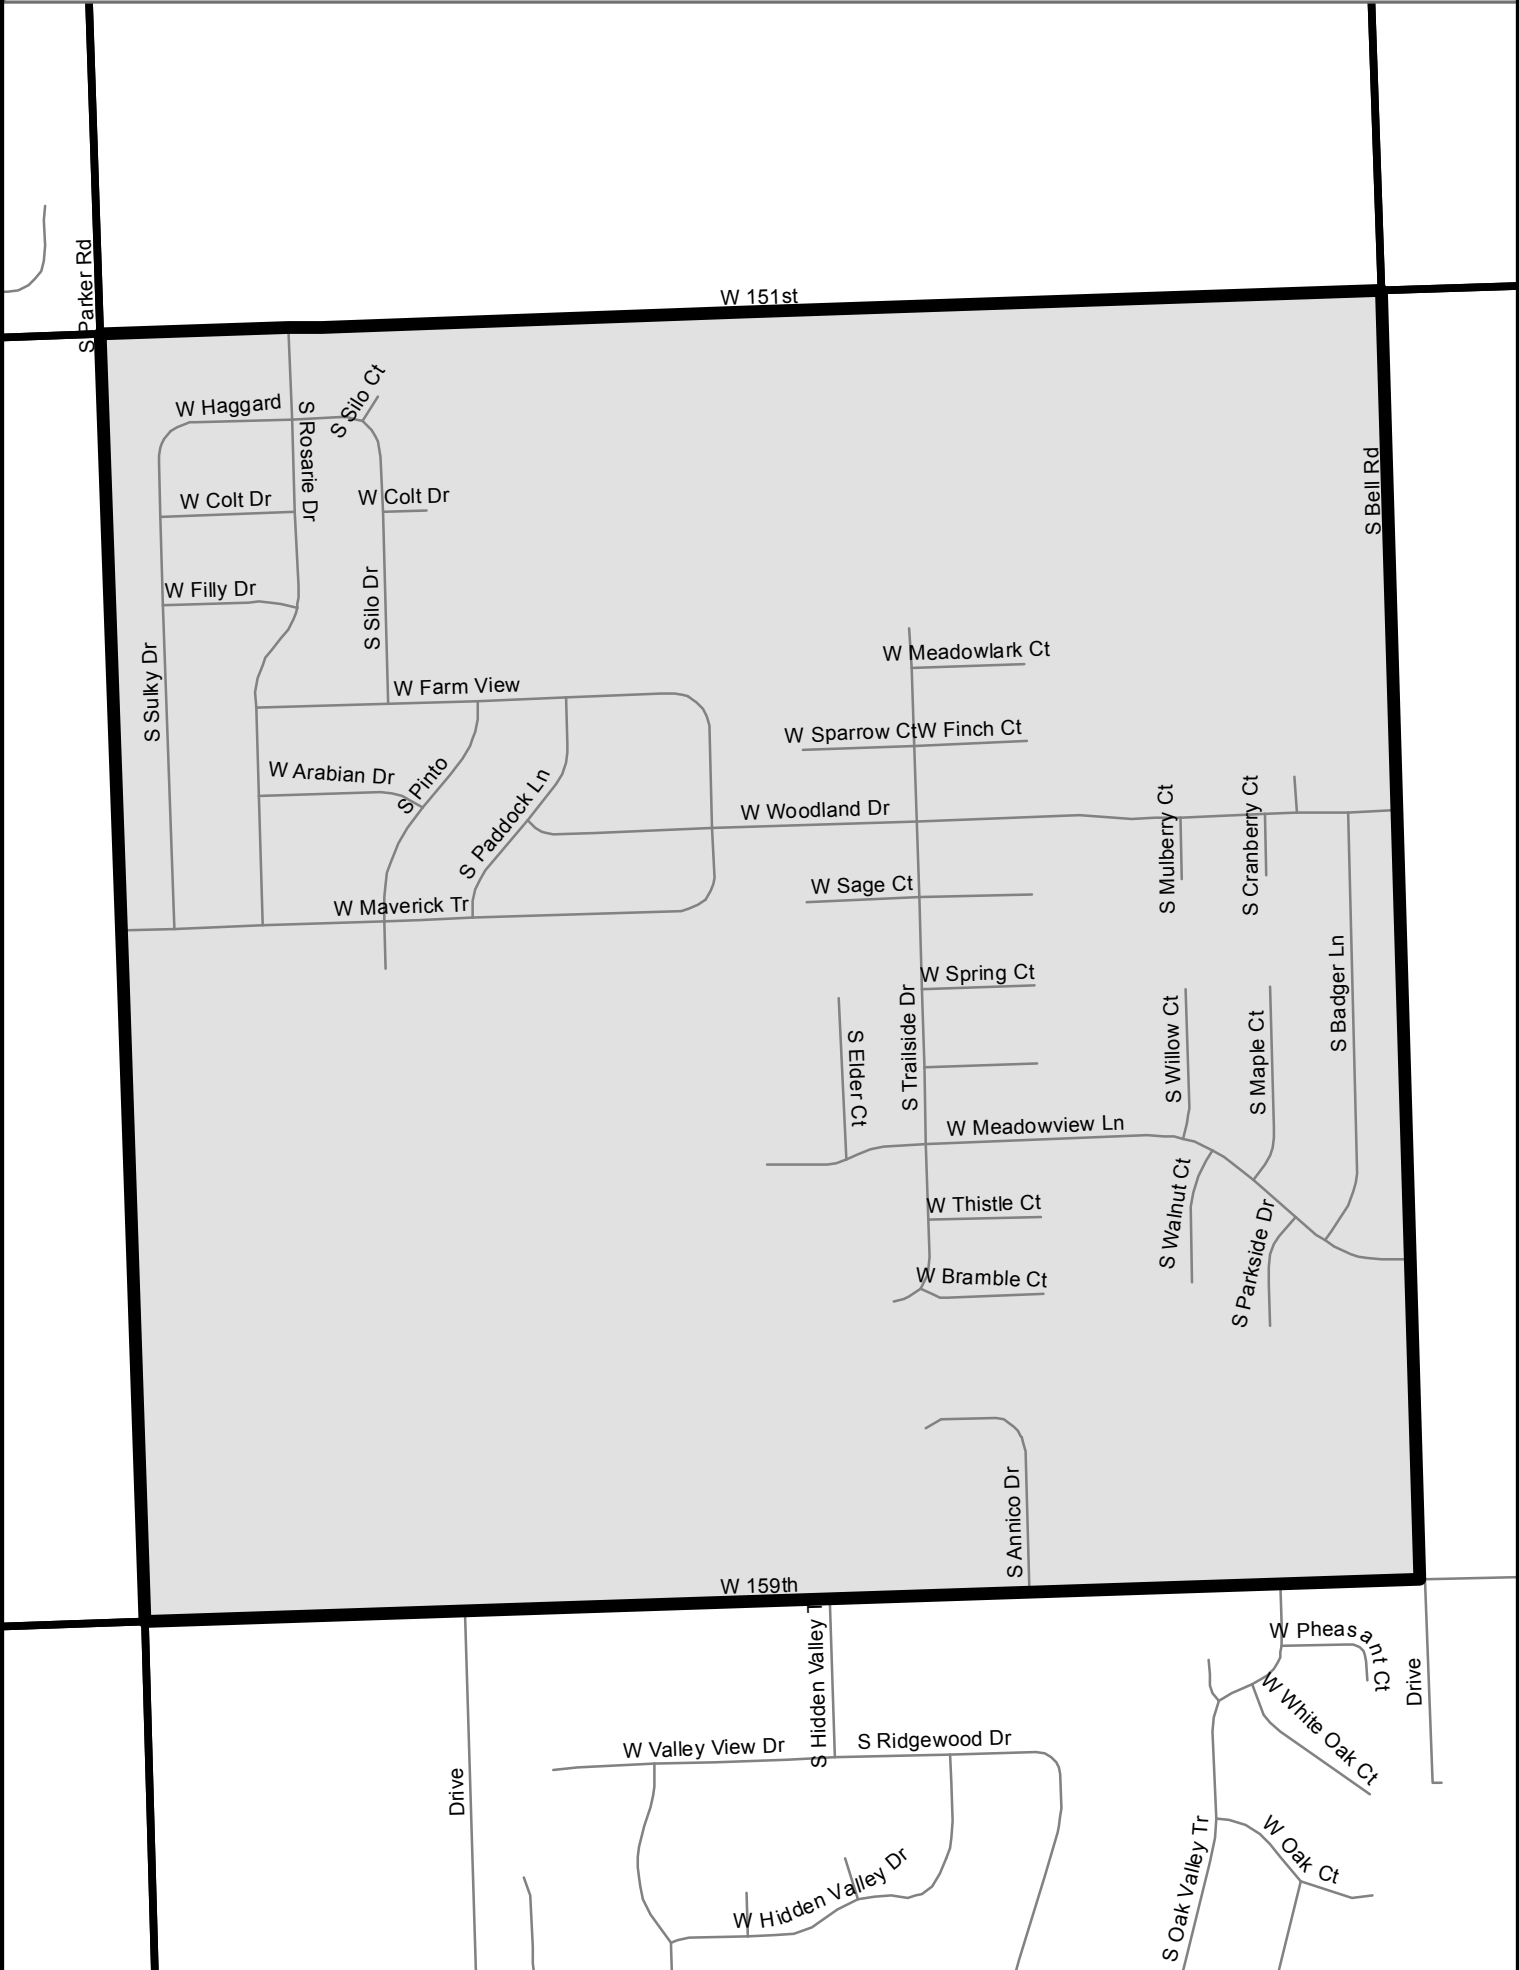 S Parker Rd
W 151st
S Silo Ct
W Haggard
S Rosarie Dr
S Bell Rd
W Colt Dr
W Colt Dr
W Filly Dr
S Silo Dr
S Sulky Dr
W Meadowlark Ct
W Farm View
W Sparrow Ct
W Finch Ct
W Arabian Dr
S Pinto
S Paddock Ln
W Woodland Dr
S Mulberry Ct
S Cranberry Ct
W Sage Ct
W Maverick Tr
S Badger Ln
W Spring Ct
S Trailside Dr
S Elder Ct
S Willow Ct
S Maple Ct
W Meadowview Ln
S Walnut Ct
W Thistle Ct
S Parkside Dr
W Bramble Ct
S Annico Dr
W 159th
S Hidden Valley T
W Pheasant Ct
Drive
W White Oak Ct
W Valley View Dr
S Ridgewood Dr
Drive
W Oak Ct
S Oak Valley Tr
W Hidden Valley Dr